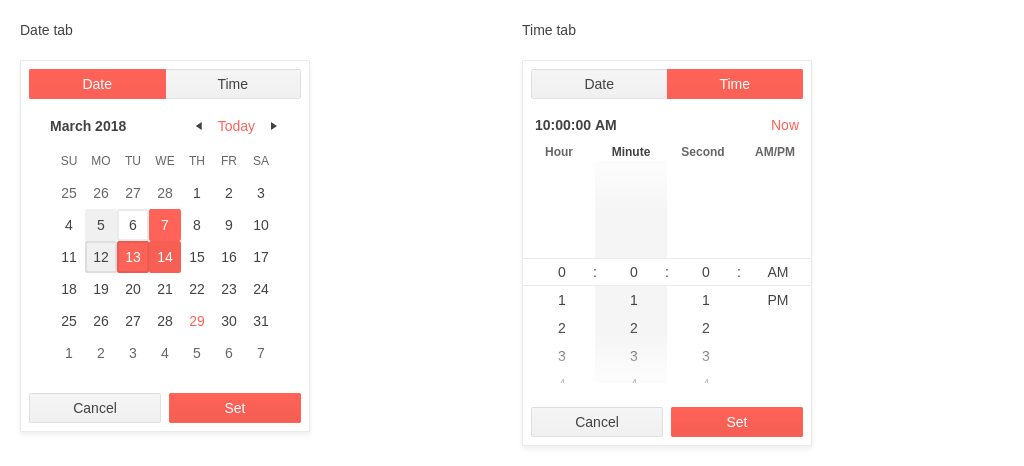 Date tab
Date Time
March 2018 ◂ Today ▸
SU MO TU WE TH FR SA
25 26 27 28 1 2 3
4 5 6 7 8 9 10
11 12 13 14 15 16 17
18 19 20 21 22 23 24
25 26 27 28 29 30 31
1 2 3 4 5 6 7
Cancel Set
Time tab
Date Time
10:00:00 AM Now
Hour Minute Second AM/PM
0 : 0 : 0 : AM
1 1 1 PM
2 2 2
3 3 3
4 4 4
Cancel Set